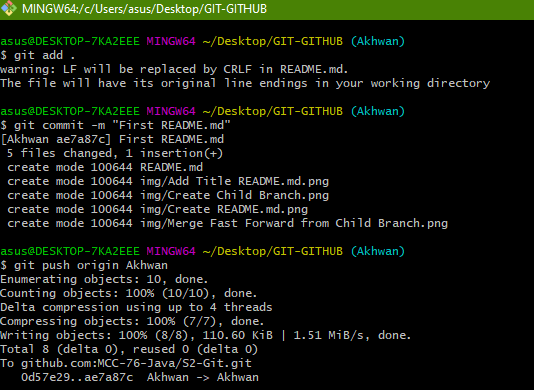 MINGW64:/c/Users/asus/Desktop/GIT-GITHUB
asus@DESKTOP-7KA2EEE MINGW64 ~/Desktop/GIT-GITHUB (Akhwan)
$ git add .
warning: LF will be replaced by CRLF in README.md.
The file will have its original line endings in your working directory
asus@DESKTOP-7KA2EEE MINGW64 ~/Desktop/GIT-GITHUB (Akhwan)
$ git commit -m "First README.md"
[Akhwan ae7a87c] First README.md
 5 files changed, 1 insertion(+)
 create mode 100644 README.md
 create mode 100644 img/Add Title README.md.png
 create mode 100644 img/Create Child Branch.png
 create mode 100644 img/Create README.md.png
 create mode 100644 img/Merge Fast Forward from Child Branch.png
asus@DESKTOP-7KA2EEE MINGW64 ~/Desktop/GIT-GITHUB (Akhwan)
$ git push origin Akhwan
Enumerating objects: 10, done.
Counting objects: 100% (10/10), done.
Delta compression using up to 4 threads
Compressing objects: 100% (7/7), done.
Writing objects: 100% (8/8), 110.60 KiB | 1.51 MiB/s, done.
Total 8 (delta 0), reused 0 (delta 0)
To github.com:MCC-76-Java/S2-Git.git
   0d57e29..ae7a87c  Akhwan -> Akhwan